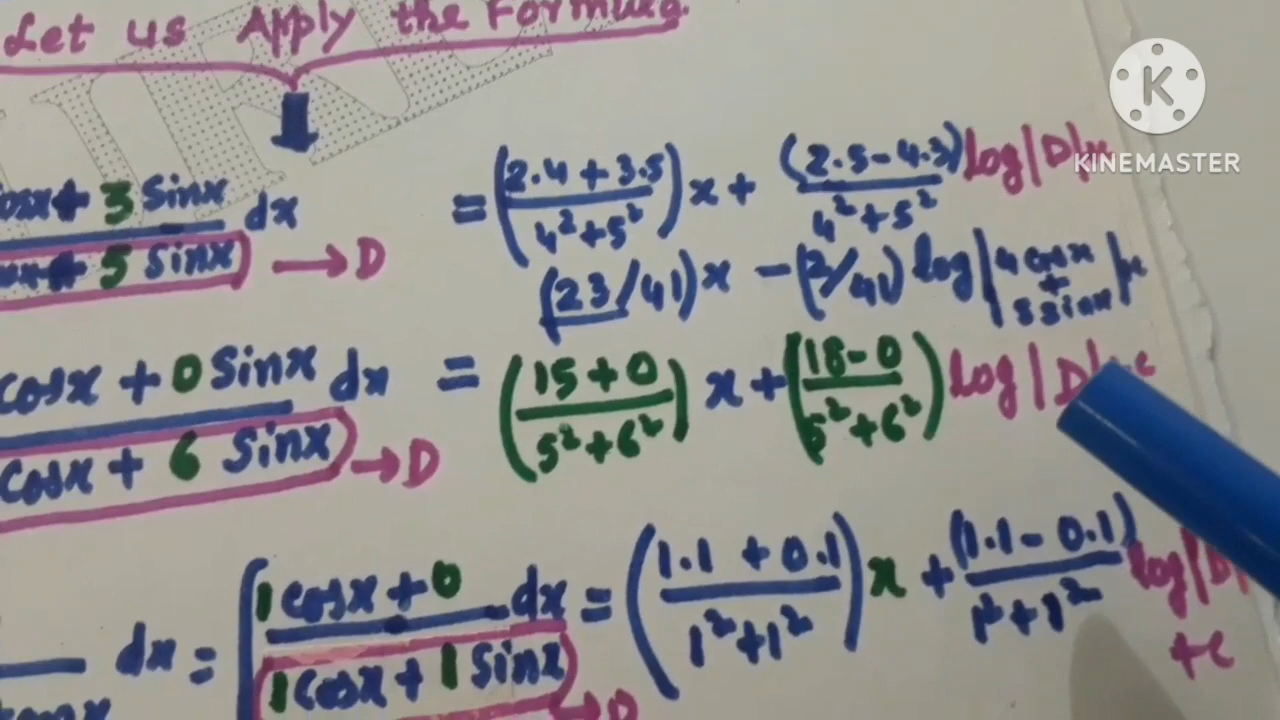 Let us Apply the Formula.
K
KINEMASTER
cosx + 3 Sinx dx = (2.4 + 3.5 / 4² + 5²) x + (2.5 - 4.3) / 4² + 5² log|D|
5 Sinx → D
(23/41) x - (2/41) log|4 cosx + 5 sinx|
cosx + 0 Sinx dx = (15 + 0 / 5² + 6²) x + (18 - 0 / 5² + 6²) log|D|
cosx + 6 Sinx → D
dx = ∫ 1 cosx + 0 dx = (1.1 + 0.1 / 1² + 1²) x + (1.1 - 0.1) / 1² + 1² log|D|
1 cosx + 1 Sinx → D
+c